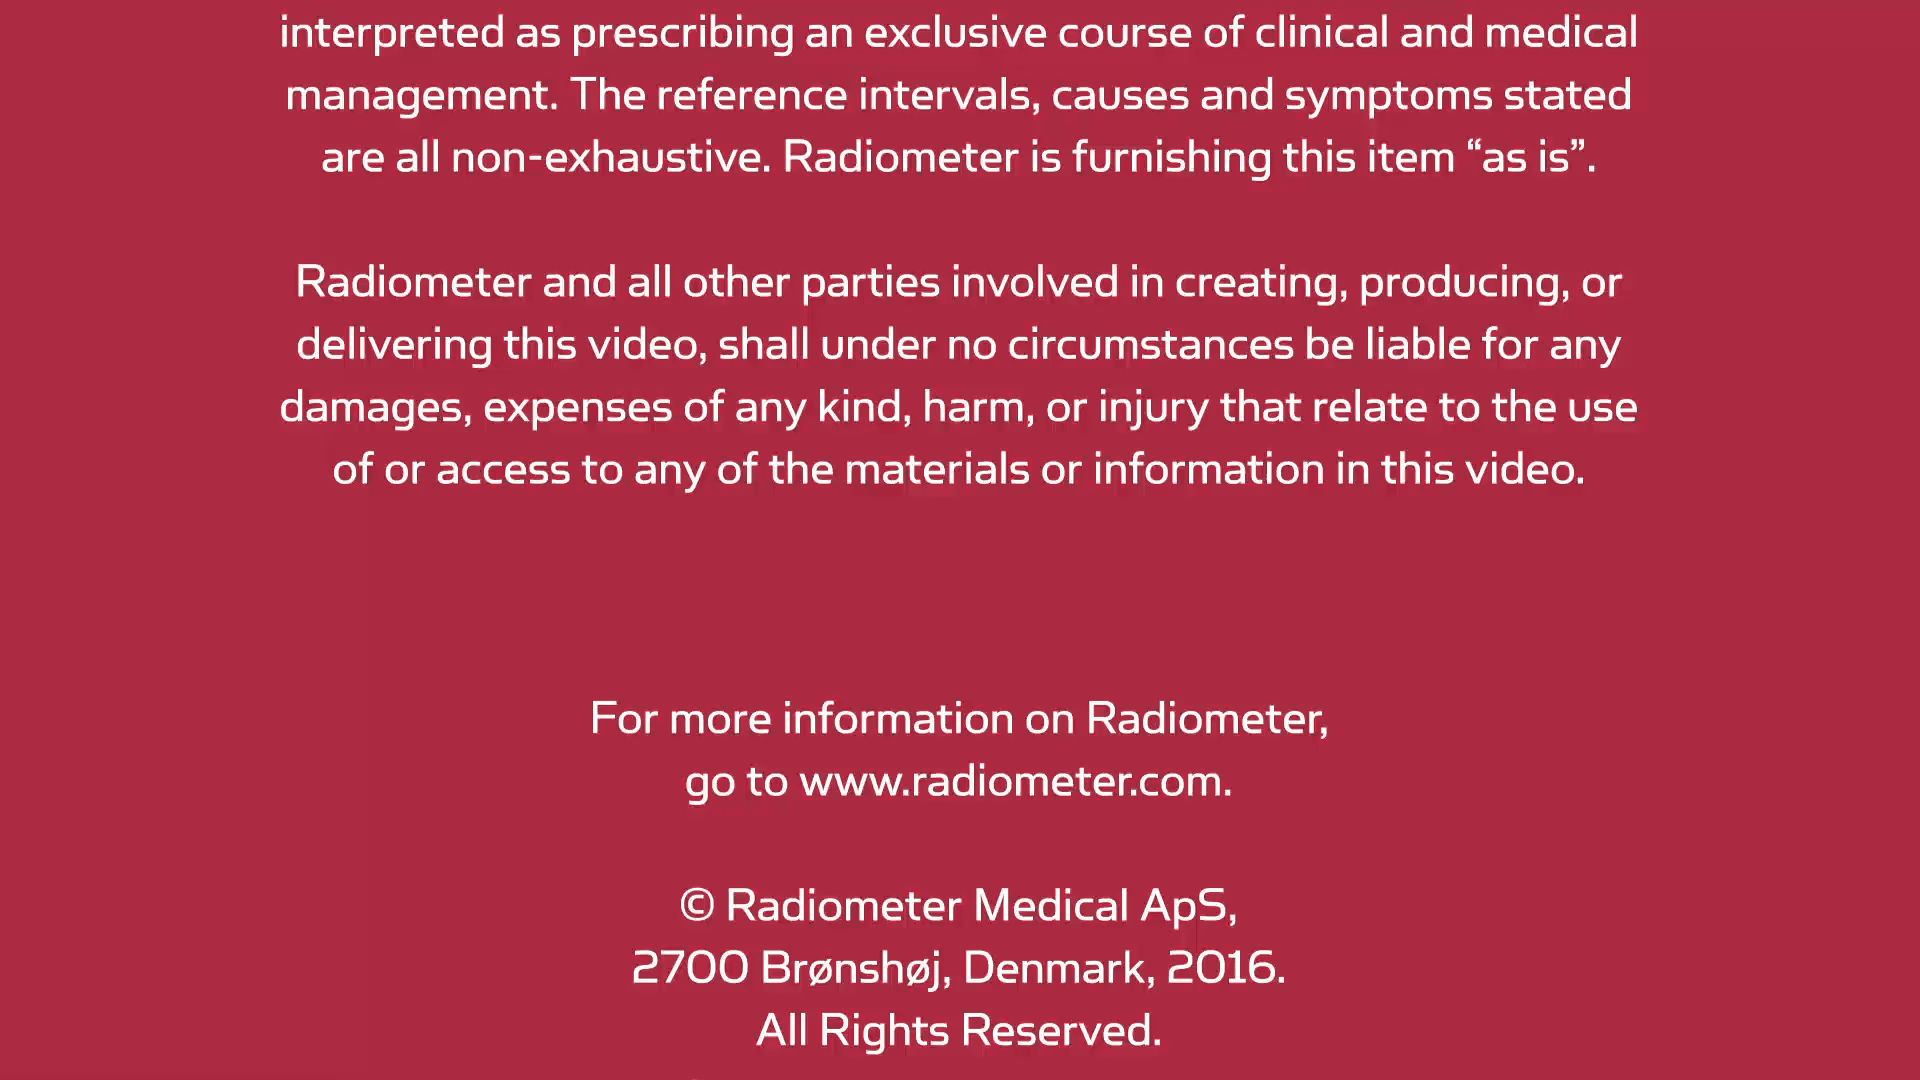 interpreted as prescribing an exclusive course of clinical and medical
management. The reference intervals, causes and symptoms stated
are all non-exhaustive. Radiometer is furnishing this item “as is”.
Radiometer and all other parties involved in creating, producing, or
delivering this video, shall under no circumstances be liable for any
damages, expenses of any kind, harm, or injury that relate to the use
of or access to any of the materials or information in this video.
For more information on Radiometer,
go to www.radiometer.com.
© Radiometer Medical ApS,
2700 Brønshøj, Denmark, 2016.
All Rights Reserved.